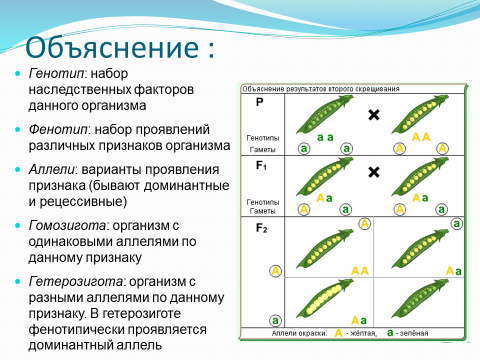 Объяснение :
Генотип: набор
наследственных факторов
данного организма
Фенотип: набор проявлений
различных признаков организма
Аллели: варианты проявления
признака (бывают доминантные
и рецессивные)
Гомозигота: организм с
одинаковыми аллелями по
данному признаку
Гетерозигота: организм с
разными аллелями по данному
признаку. В гетерозиготе
фенотипически проявляется
доминантный аллель
Объяснение результатов второго скрещивания
P
Генотипы а а А А
Гаметы а а А А
F1
Генотипы А а А а
Гаметы А а А а
F2
А а
А А А А а
а А а
Аллели окраски: А - жёлтая, а - зелёная